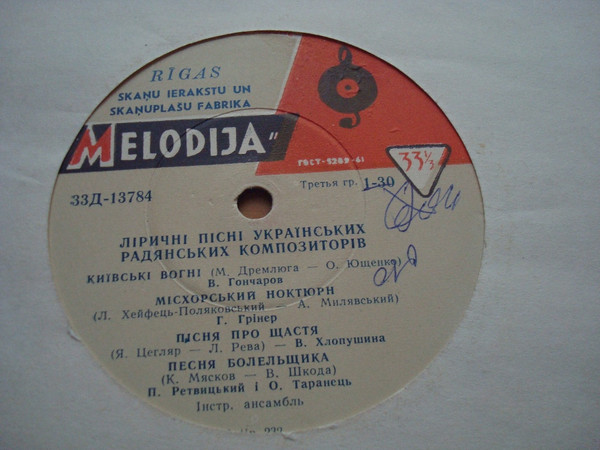 RĪGAS
SKAŅU IERAKSTU UN
SKAŅUPLAŠU FABRIKA
MELODIJA"
ГОСТ-5289-61
33⅓
33Д-13784
Третья гр. 1-30
ЛІРИЧНІ ПІСНІ УКРАЇНСЬКИХ
РАДЯНСЬКИХ КОМПОЗИТОРІВ
КИЇВСЬКІ ВОГНІ (М. Дремлюга — О. Ющенко)
В. Гончаров
МІСХОРСЬКИЙ НОКТЮРН
(Л. Хейфець-Поляковський — А. Милявський)
Г. Грінер
ПІСНЯ ПРО ЩАСТЯ
(Я. Цегляр — Л. Рева) — В. Хлопушина
ПЕСНЯ БОЛЕЛЬЩИКА
(К. Мясков — В. Шкода)
П. Ретвицький і О. Таранець
Інстр. ансамбль